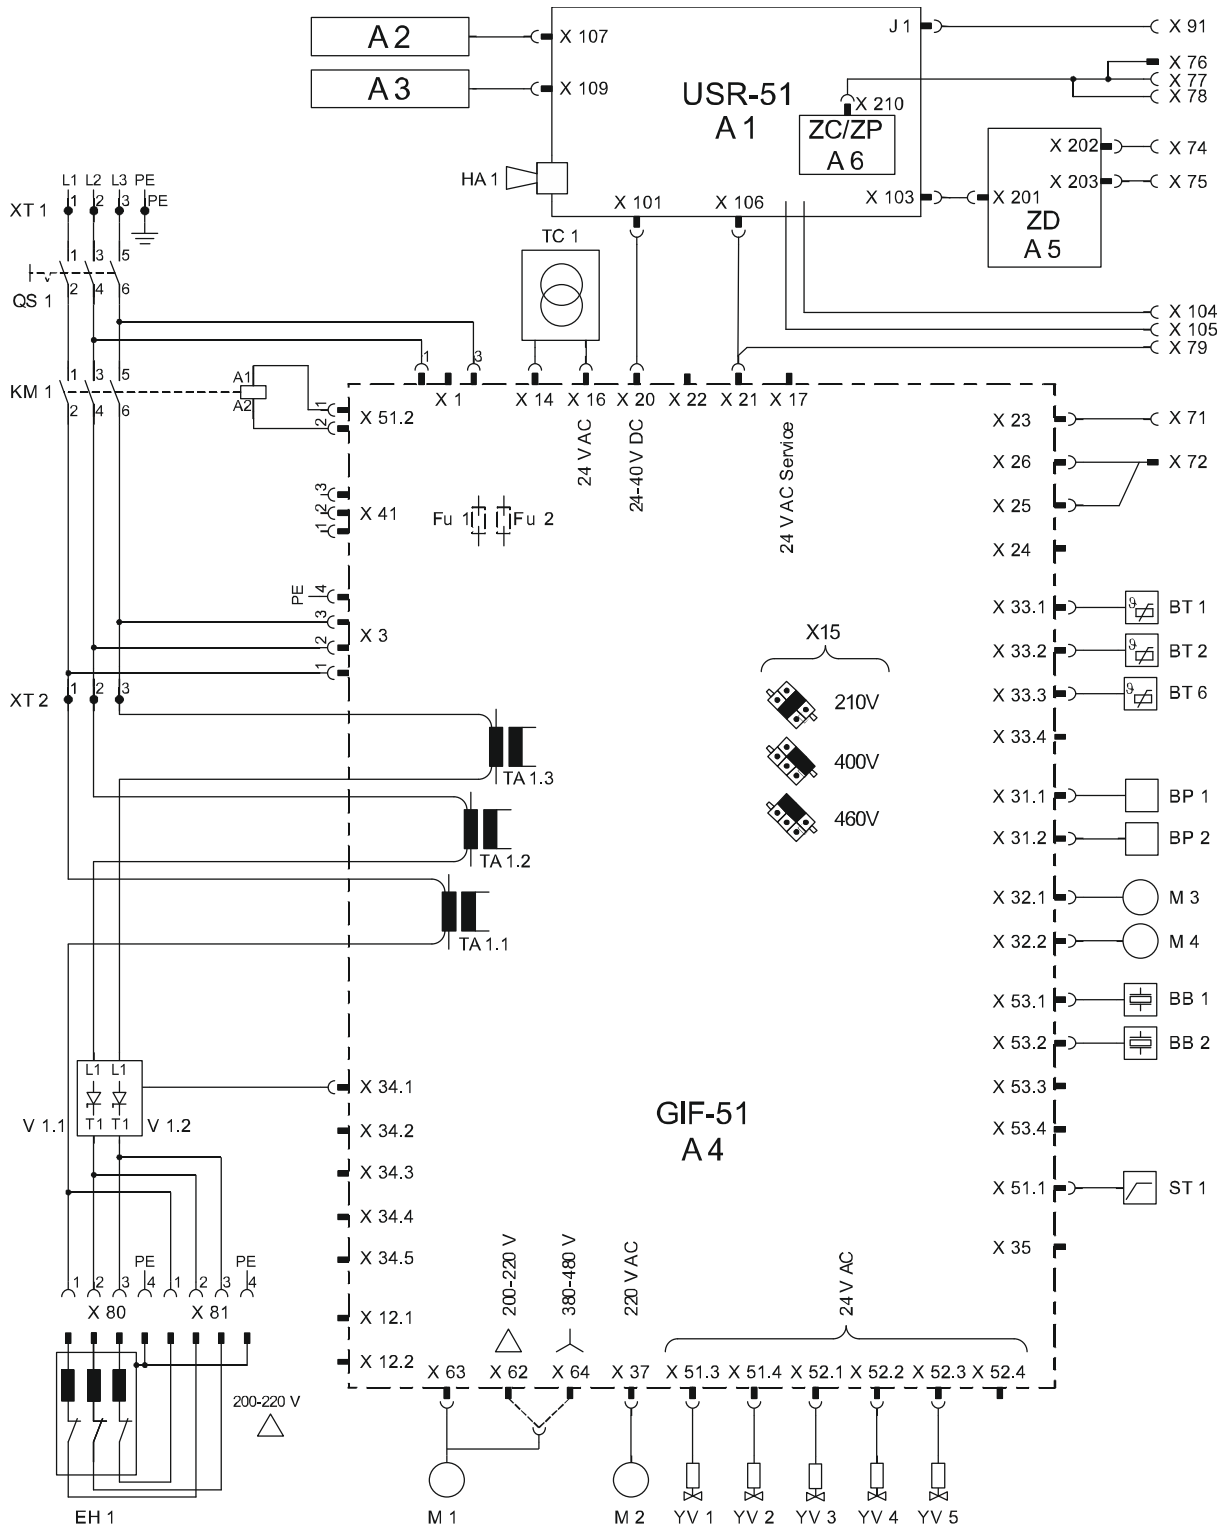 A 2
X 107
J 1
X 91
A 3
X 109
USR-51
A 1
X 76
X 77
X 78
X 210
ZC/ZP
A 6
X 202
X 74
X 203
X 75
HA 1
X 101
X 106
X 103
X 201
ZD
A 5
L1 L2 L3 PE
XT 1
1 2 3 PE
TC 1
1 3 5
QS 1
2 4 6
X 104
X 105
X 79
1 3
1 3 5
KM 1
A1
A2
2 4 6
1
2
X 51.2
X 1
X 14
X 16
X 20
X 22
X 21
X 17
24 V AC
24-40 V DC
24 V AC Service
X 23
X 71
X 26
X 72
X 25
X 24
3
2
1
X 41
Fu 1
Fu 2
PE
4
3
2
1
X 3
X 33.1
BT 1
X 33.2
BT 2
X 33.3
BT 6
X 33.4
ϑ
ϑ
ϑ
X15
210V
400V
460V
XT 2
1 2 3
TA 1.3
TA 1.2
TA 1.1
X 31.1
BP 1
X 31.2
BP 2
X 32.1
M 3
X 32.2
M 4
X 53.1
BB 1
X 53.2
BB 2
X 53.3
X 53.4
X 51.1
ST 1
X 35
L1 L1
T1 T1
V 1.1
V 1.2
X 34.1
X 34.2
X 34.3
X 34.4
X 34.5
X 12.1
X 12.2
GIF-51
A 4
PE
PE
1 2 3 4 1 2 3 4
X 80
X 81
200-220 V
EH 1
200-220 V
380-480 V
220 V AC
24 V AC
X 63
X 62
X 64
X 37
X 51.3
X 51.4
X 52.1
X 52.2
X 52.3
X 52.4
M 1
M 2
YV 1
YV 2
YV 3
YV 4
YV 5